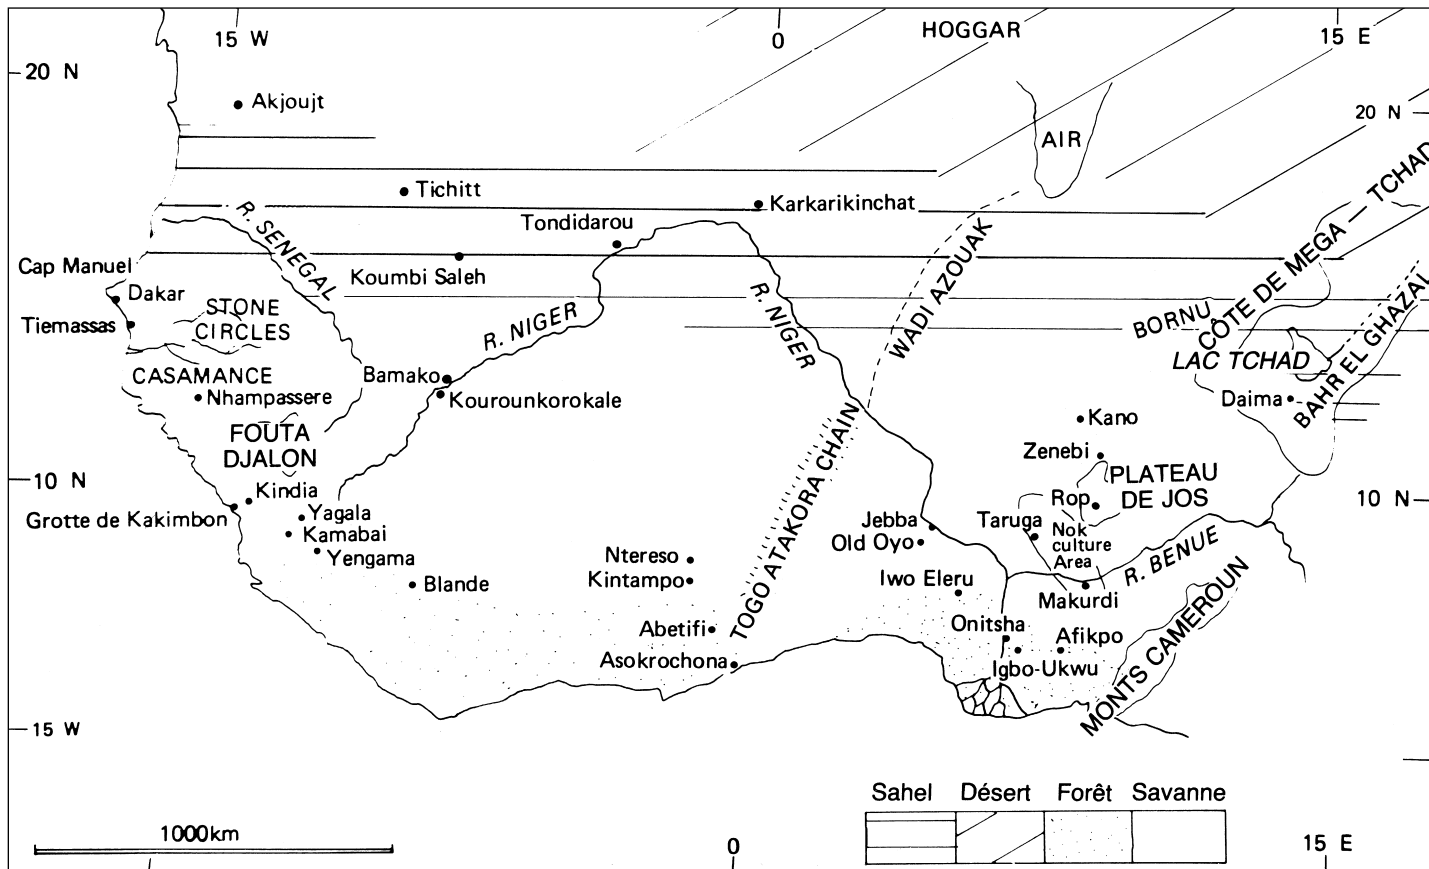 15 W
0
HOGGAR
15 E
20 N
Akjoujt
20 N
AIR
Tichitt
Karkarikinchat
R. SENEGAL
Tondidarou
CÔTE DE MEGA — TCHAD
WADI AZOUAK
Cap Manuel
Koumbi Saleh
Dakar
STONE
CIRCLES
Tiemassas
R. NIGER
R. NIGER
BORNU
BAHR EL GHAZAL
LAC TCHAD
CASAMANCE
Bamako
Nhampassere
Kourounkorokale
Daima
Kano
FOUTA
DJALON
TOGO ATAKORA CHAIN
Zenebi
PLATEAU
DE JOS
10 N
Kindia
Rop
10 N
Grotte de Kakimbon
Yagala
Jebba
Taruga
Nok
culture
Area
Kamabai
Old Oyo
Yengama
Ntereso
R. BENUE
Blande
Kintampo
Iwo Eleru
Makurdi
MONTS CAMEROUN
Abetifi
Onitsha
Afikpo
Asokrochona
Igbo-Ukwu
15 W
Sahel
Désert
Forêt
Savanne
1000km
0
15 E